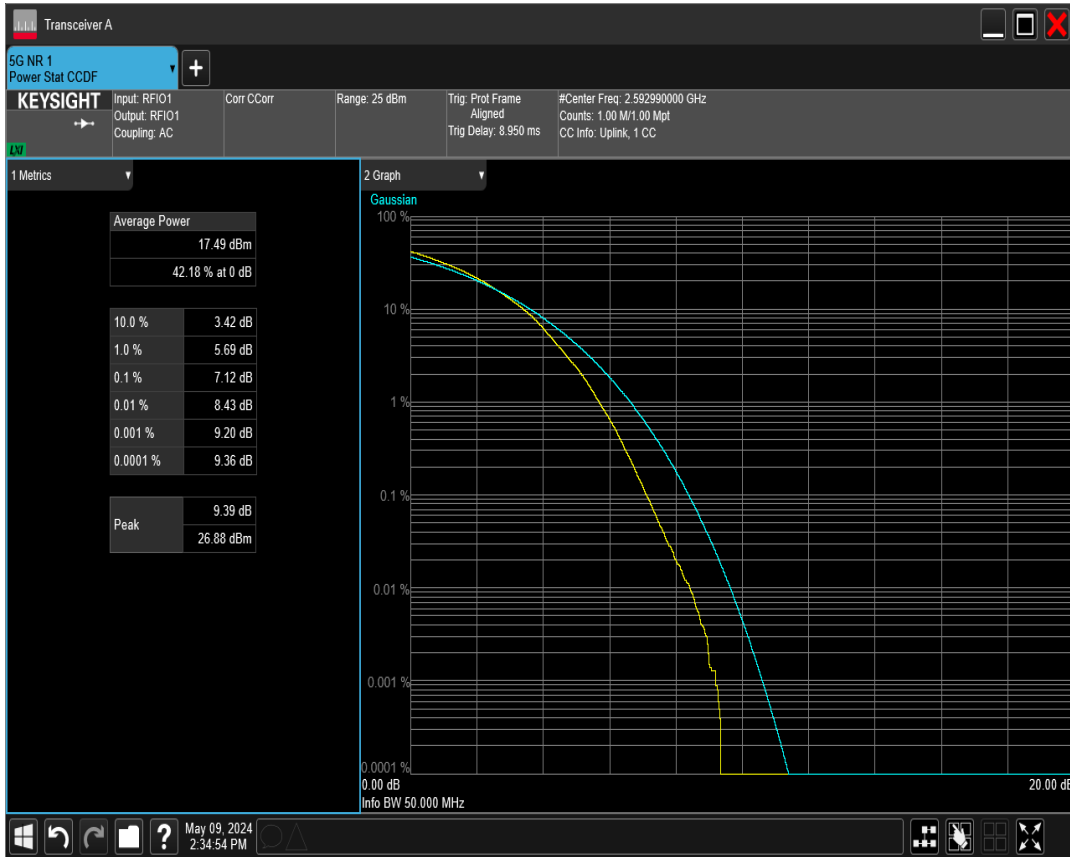 Transceiver A
5G NR 1
Power Stat CCDF
+
KEYSIGHT
LXI
Input: RFIO1
Output: RFIO1
Coupling: AC
Corr CCorr
Range: 25 dBm
Trig: Prot Frame
Aligned
Trig Delay: 8.950 ms
#Center Freq: 2.592990000 GHz
Counts: 1.00 M/1.00 Mpt
CC Info: Uplink, 1 CC
1 Metrics
Average Power
17.49 dBm
42.18 % at 0 dB
10.0 % 3.42 dB
1.0 % 5.69 dB
0.1 % 7.12 dB
0.01 % 8.43 dB
0.001 % 9.20 dB
0.0001 % 9.36 dB
Peak 9.39 dB
26.88 dBm
2 Graph
Gaussian
100 %
10 %
1 %
0.1 %
0.01 %
0.001 %
0.0001 %
0.00 dB 20.00 dB
Info BW 50.000 MHz
?
May 09, 2024
2:34:54 PM